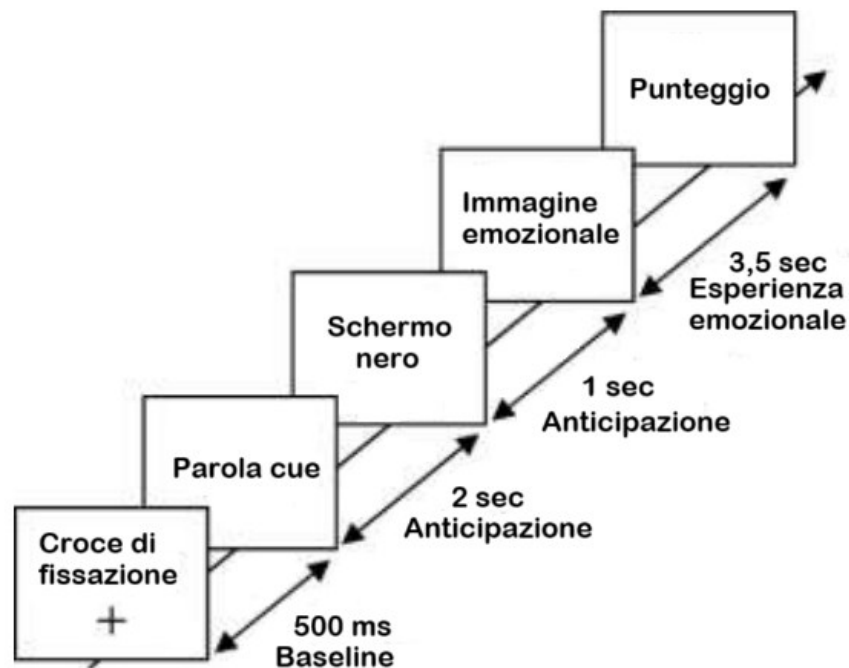 Punteggio
Immagine
emozionale
3,5 sec
Esperienza
emozionale
Schermo
nero
1 sec
Anticipazione
Parola cue
2 sec
Anticipazione
Croce di
fissazione
+
500 ms
Baseline